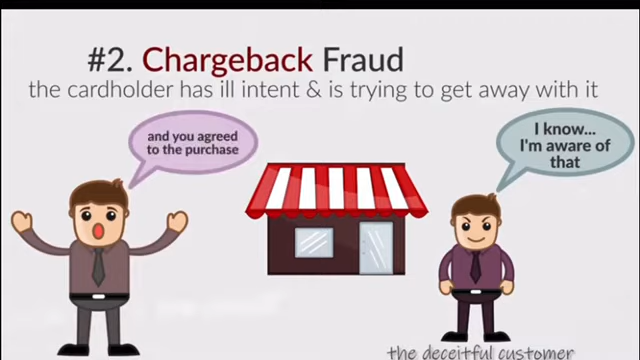 #2. Chargeback Fraud
the cardholder has ill intent & is trying to get away with it
and you agreed
to the purchase
I know...
I'm aware of
that
the deceitful customer